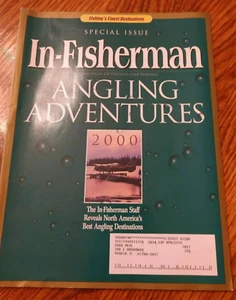 Fishing's Finest Destinations
SPECIAL ISSUE
In-Fisherman
ANGLING
ADVENTURES
2000
The In-Fisherman Staff
Reveals North America's
Best Angling Destinations